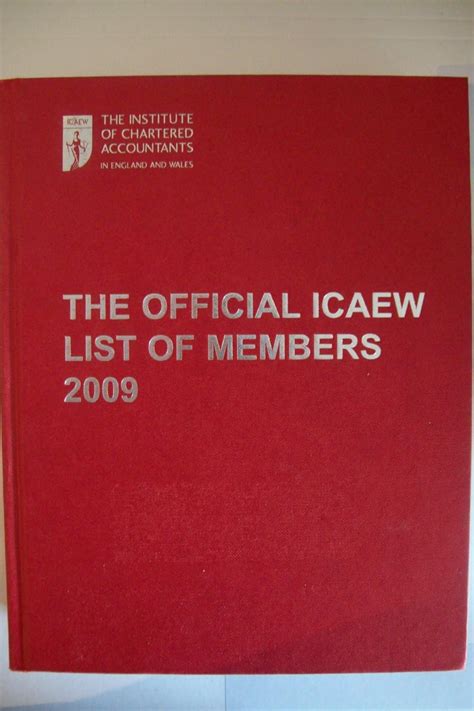 ICAEW
THE INSTITUTE
OF CHARTERED
ACCOUNTANTS
IN ENGLAND AND WALES
THE OFFICIAL ICAEW
LIST OF MEMBERS
2009